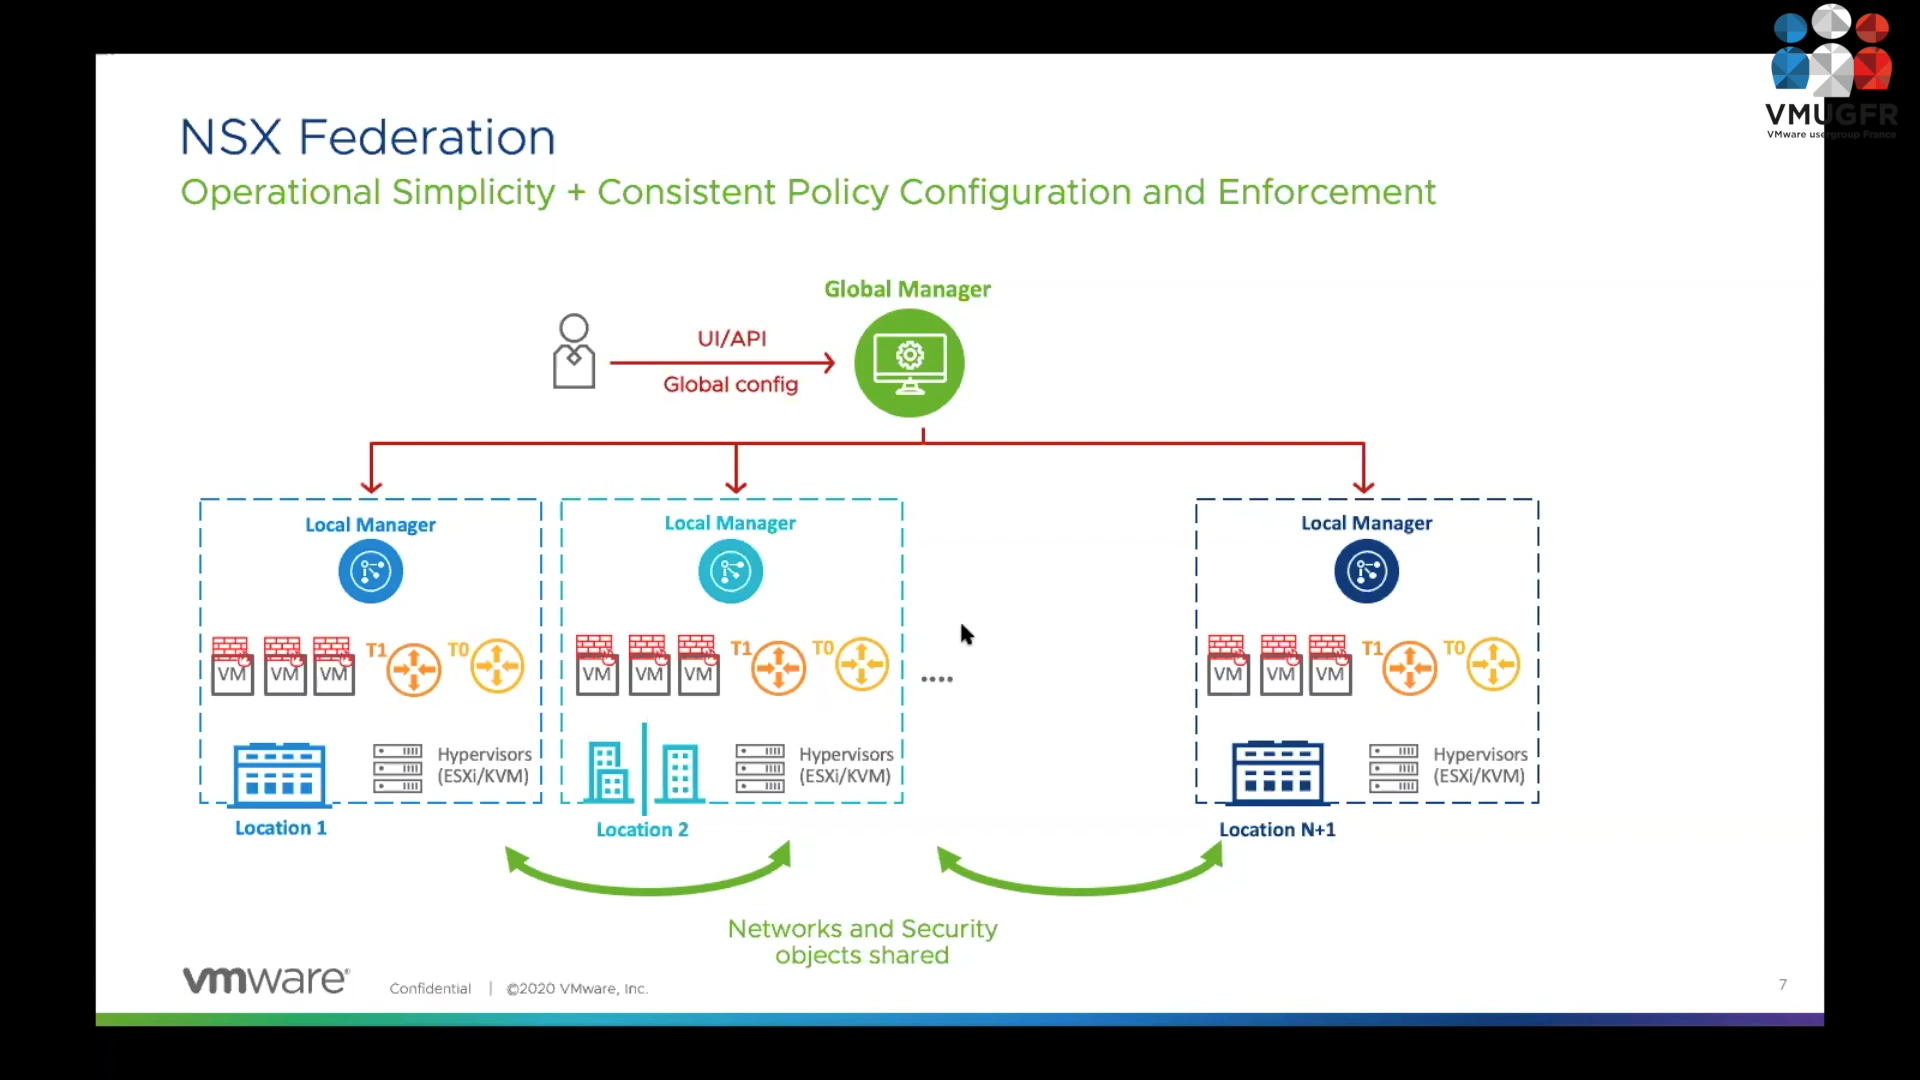 VMUGFR
VMware usergroup France
NSX Federation
Operational Simplicity + Consistent Policy Configuration and Enforcement
Global Manager
UI/API
Global config
Local Manager
VM VM VM T1 T0
Hypervisors
(ESXi/KVM)
Location 1
Local Manager
VM VM VM T1 T0
Hypervisors
(ESXi/KVM)
Location 2
....
Local Manager
VM VM VM T1 T0
Hypervisors
(ESXi/KVM)
Location N+1
Networks and Security
objects shared
vmware® Confidential | ©2020 VMware, Inc. 7